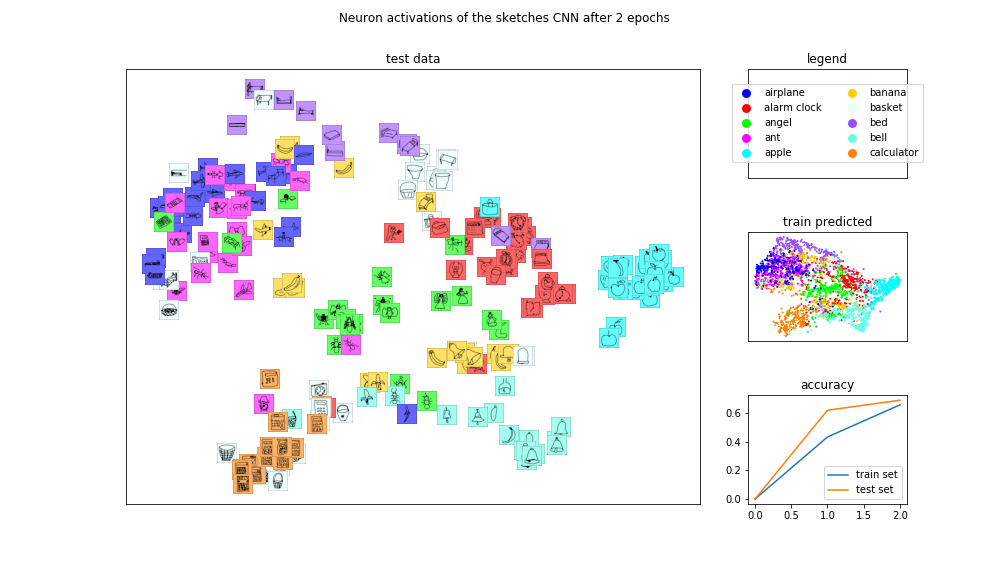 Neuron activations of the sketches CNN after 2 epochs
test data
legend
airplane
alarm clock
angel
ant
apple
banana
basket
bed
bell
calculator
train predicted
accuracy
0.6
0.4
0.2
0.0
train set
test set
0.0 0.5 1.0 1.5 2.0